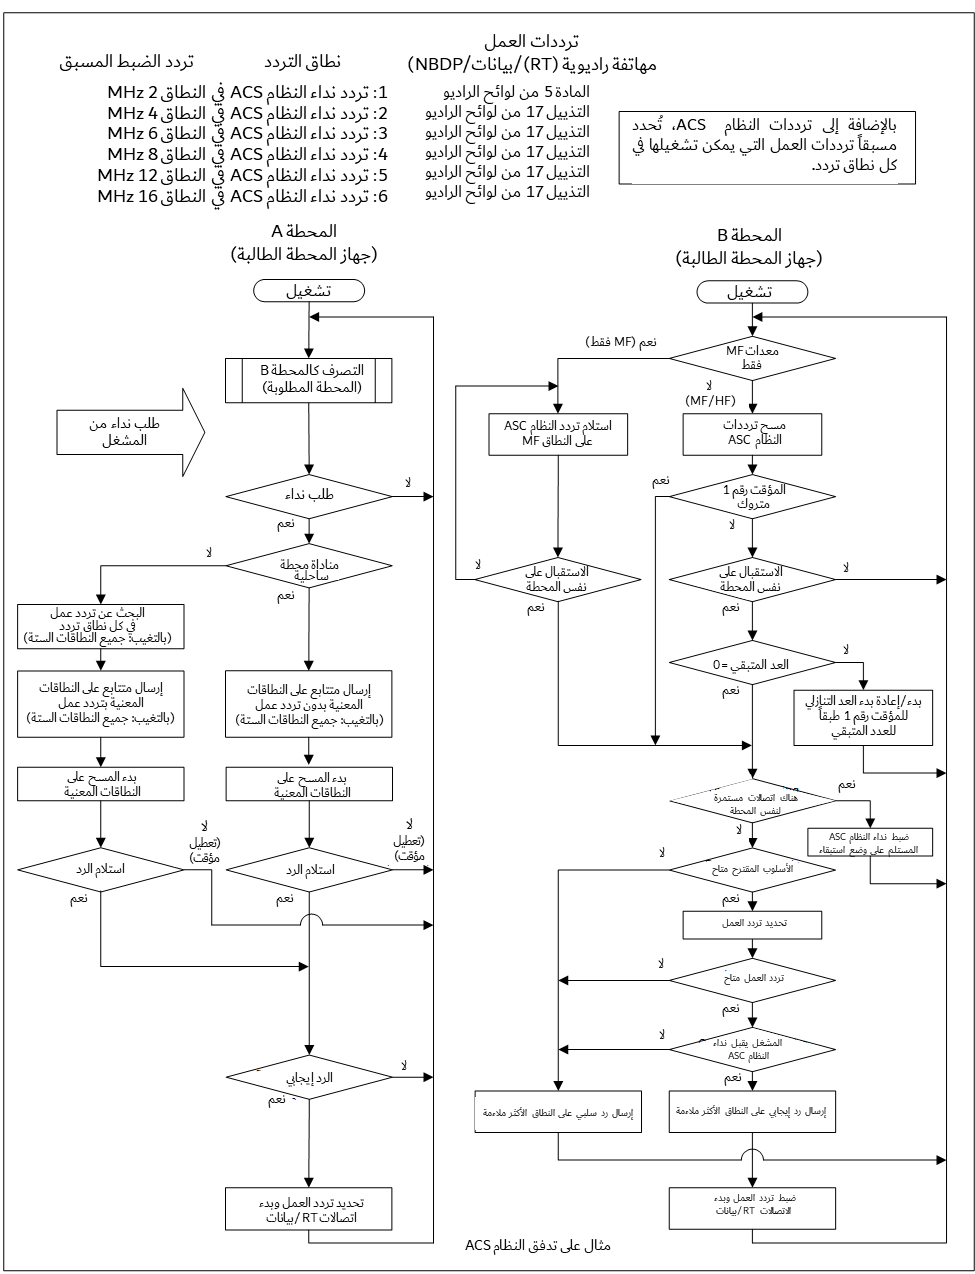 ترددات العمل
مهاتفة راديوية (RT)/بيانات/NBDP)
نطاق التردد
تردد الضبط المسبق
1: تردد نداء النظام ACS في النطاق 2 MHz
المادة 5 من لوائح الراديو
2: تردد نداء النظام ACS في النطاق 4 MHz
التذييل 17 من لوائح الراديو
3: تردد نداء النظام ACS في النطاق 6 MHz
التذييل 17 من لوائح الراديو
4: تردد نداء النظام ACS في النطاق 8 MHz
التذييل 17 من لوائح الراديو
5: تردد نداء النظام ACS في النطاق 12 MHz
التذييل 17 من لوائح الراديو
6: تردد نداء النظام ACS في النطاق 16 MHz
التذييل 17 من لوائح الراديو
بالإضافة إلى ترددات النظام ACS، تُحدد
مسبقاً ترددات العمل التي يمكن تشغيلها في
كل نطاق تردد.
المحطة B
(جهاز المحطة الطالبة)
تشغيل
معدات MF
فقط
نعم (MF فقط)
لا
(MF/HF)
استلام تردد النظام ASC
على النطاق MF
مسح ترددات
النظام ASC
المؤقت رقم 1
متروك
نعم
لا
الاستقبال على
نفس المحطة
لا
نعم
الاستقبال على
نفس المحطة
لا
نعم
العد المتبقي = 0
لا
نعم
بدء/إعادة بدء العد التنازلي
للمؤقت رقم 1 طبقاً
للعدد المتبقي
هناك اتصالات مستمرة
لنفس المحطة
نعم
لا
ضبط نداء النظام ASC
المستلم على وضع استبقاء
الأسلوب المقترح متاح
لا
نعم
تحديد تردد العمل
تردد العمل متاح
لا
نعم
المشغل يقبل نداء
النظام ASC
لا
نعم
إرسال رد إيجابي على النطاق الأكثر ملاءمة
إرسال رد سلبي على النطاق الأكثر ملاءمة
ضبط تردد العمل وبدء
الاتصالات RT/بيانات
المحطة A
(جهاز المحطة الطالبة)
تشغيل
التصرف كالمحطة B
(المحطة المطلوبة)
طلب نداء من
المشغل
طلب نداء
لا
نعم
مناداة محطة
ساحلية
لا
نعم
البحث عن تردد عمل
في كل نطاق تردد
(بالتغيب: جميع النطاقات الستة)
إرسال متتابع على النطاقات
المعنية بدون تردد عمل
(بالتغيب: جميع النطاقات الستة)
إرسال متتابع على النطاقات
المعنية بتردد عمل
(بالتغيب: جميع النطاقات الستة)
بدء المسح على
النطاقات المعنية
بدء المسح على
النطاقات المعنية
استلام الرد
لا
(تعطيل
مؤقت)
نعم
استلام الرد
لا
(تعطيل
مؤقت)
نعم
الرد إيجابي
لا
نعم
تحديد تردد العمل وبدء
اتصالات RT/بيانات
مثال على تدفق النظام ACS